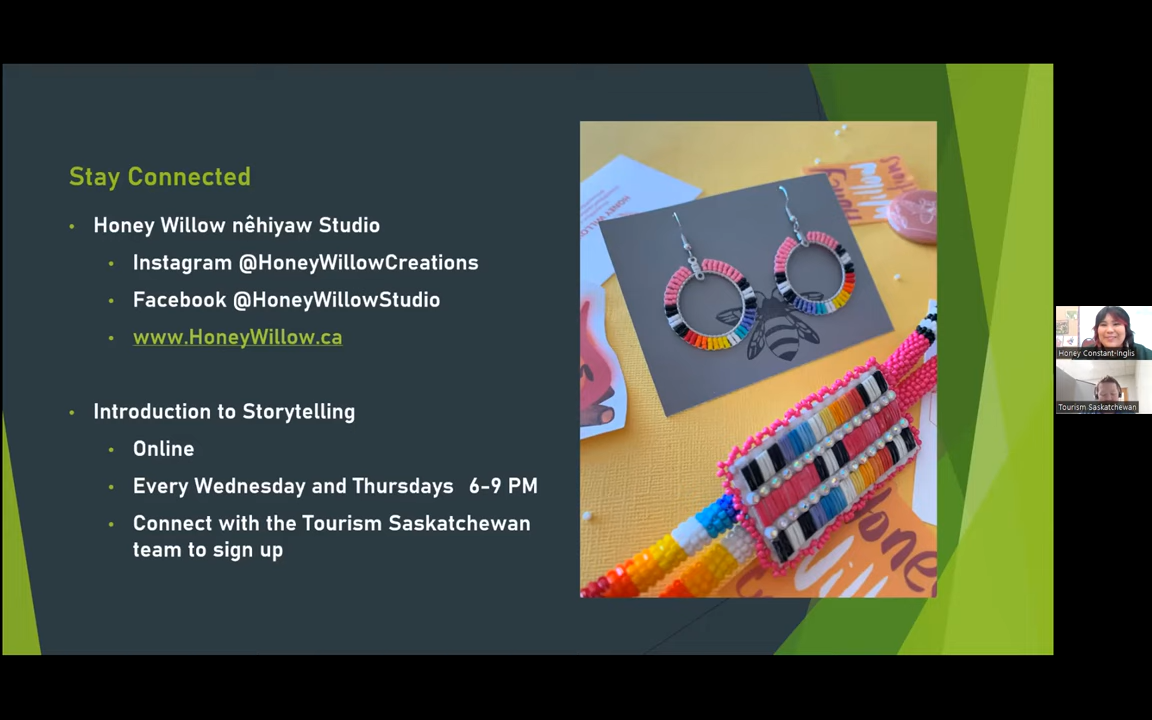 Stay Connected
• Honey Willow nêhiyaw Studio
• Instagram @HoneyWillowCreations
• Facebook @HoneyWillowStudio
• www.HoneyWillow.ca
• Introduction to Storytelling
• Online
• Every Wednesday and Thursdays 6-9 PM
• Connect with the Tourism Saskatchewan
team to sign up
Honey Constant-Inglis
Tourism Saskatchewan